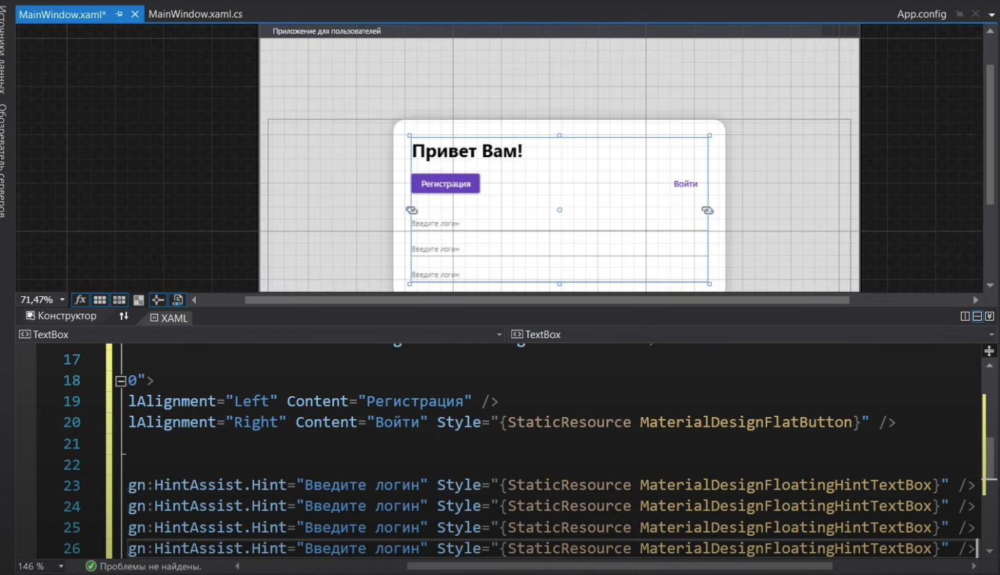 MainWindow.xaml* MainWindow.xaml.cs App.config
Источники данных
Обозреватель серверов
Приложение для пользователей
Привет Вам!
Регистрация Войти
Введите логин
Введите логин
Введите логин
71,47% fx
Конструктор XAML
TextBox TextBox
17
18 0">
19 lAlignment="Left" Content="Регистрация" />
20 lAlignment="Right" Content="Войти" Style="{StaticResource MaterialDesignFlatButton}" />
21
22
23 gn:HintAssist.Hint="Введите логин" Style="{StaticResource MaterialDesignFloatingHintTextBox}" />
24 gn:HintAssist.Hint="Введите логин" Style="{StaticResource MaterialDesignFloatingHintTextBox}" />
25 gn:HintAssist.Hint="Введите логин" Style="{StaticResource MaterialDesignFloatingHintTextBox}" />
26 gn:HintAssist.Hint="Введите логин" Style="{StaticResource MaterialDesignFloatingHintTextBox}" />
146 % Проблемы не найдены.